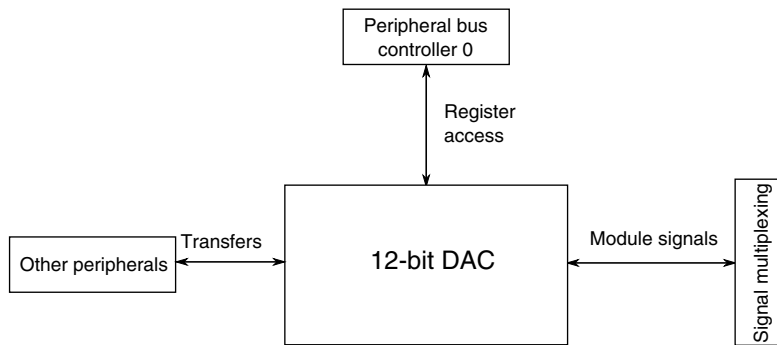 Peripheral bus
controller 0
Register
access
Transfers
Other peripherals
12-bit DAC
Module signals
Signal multiplexing